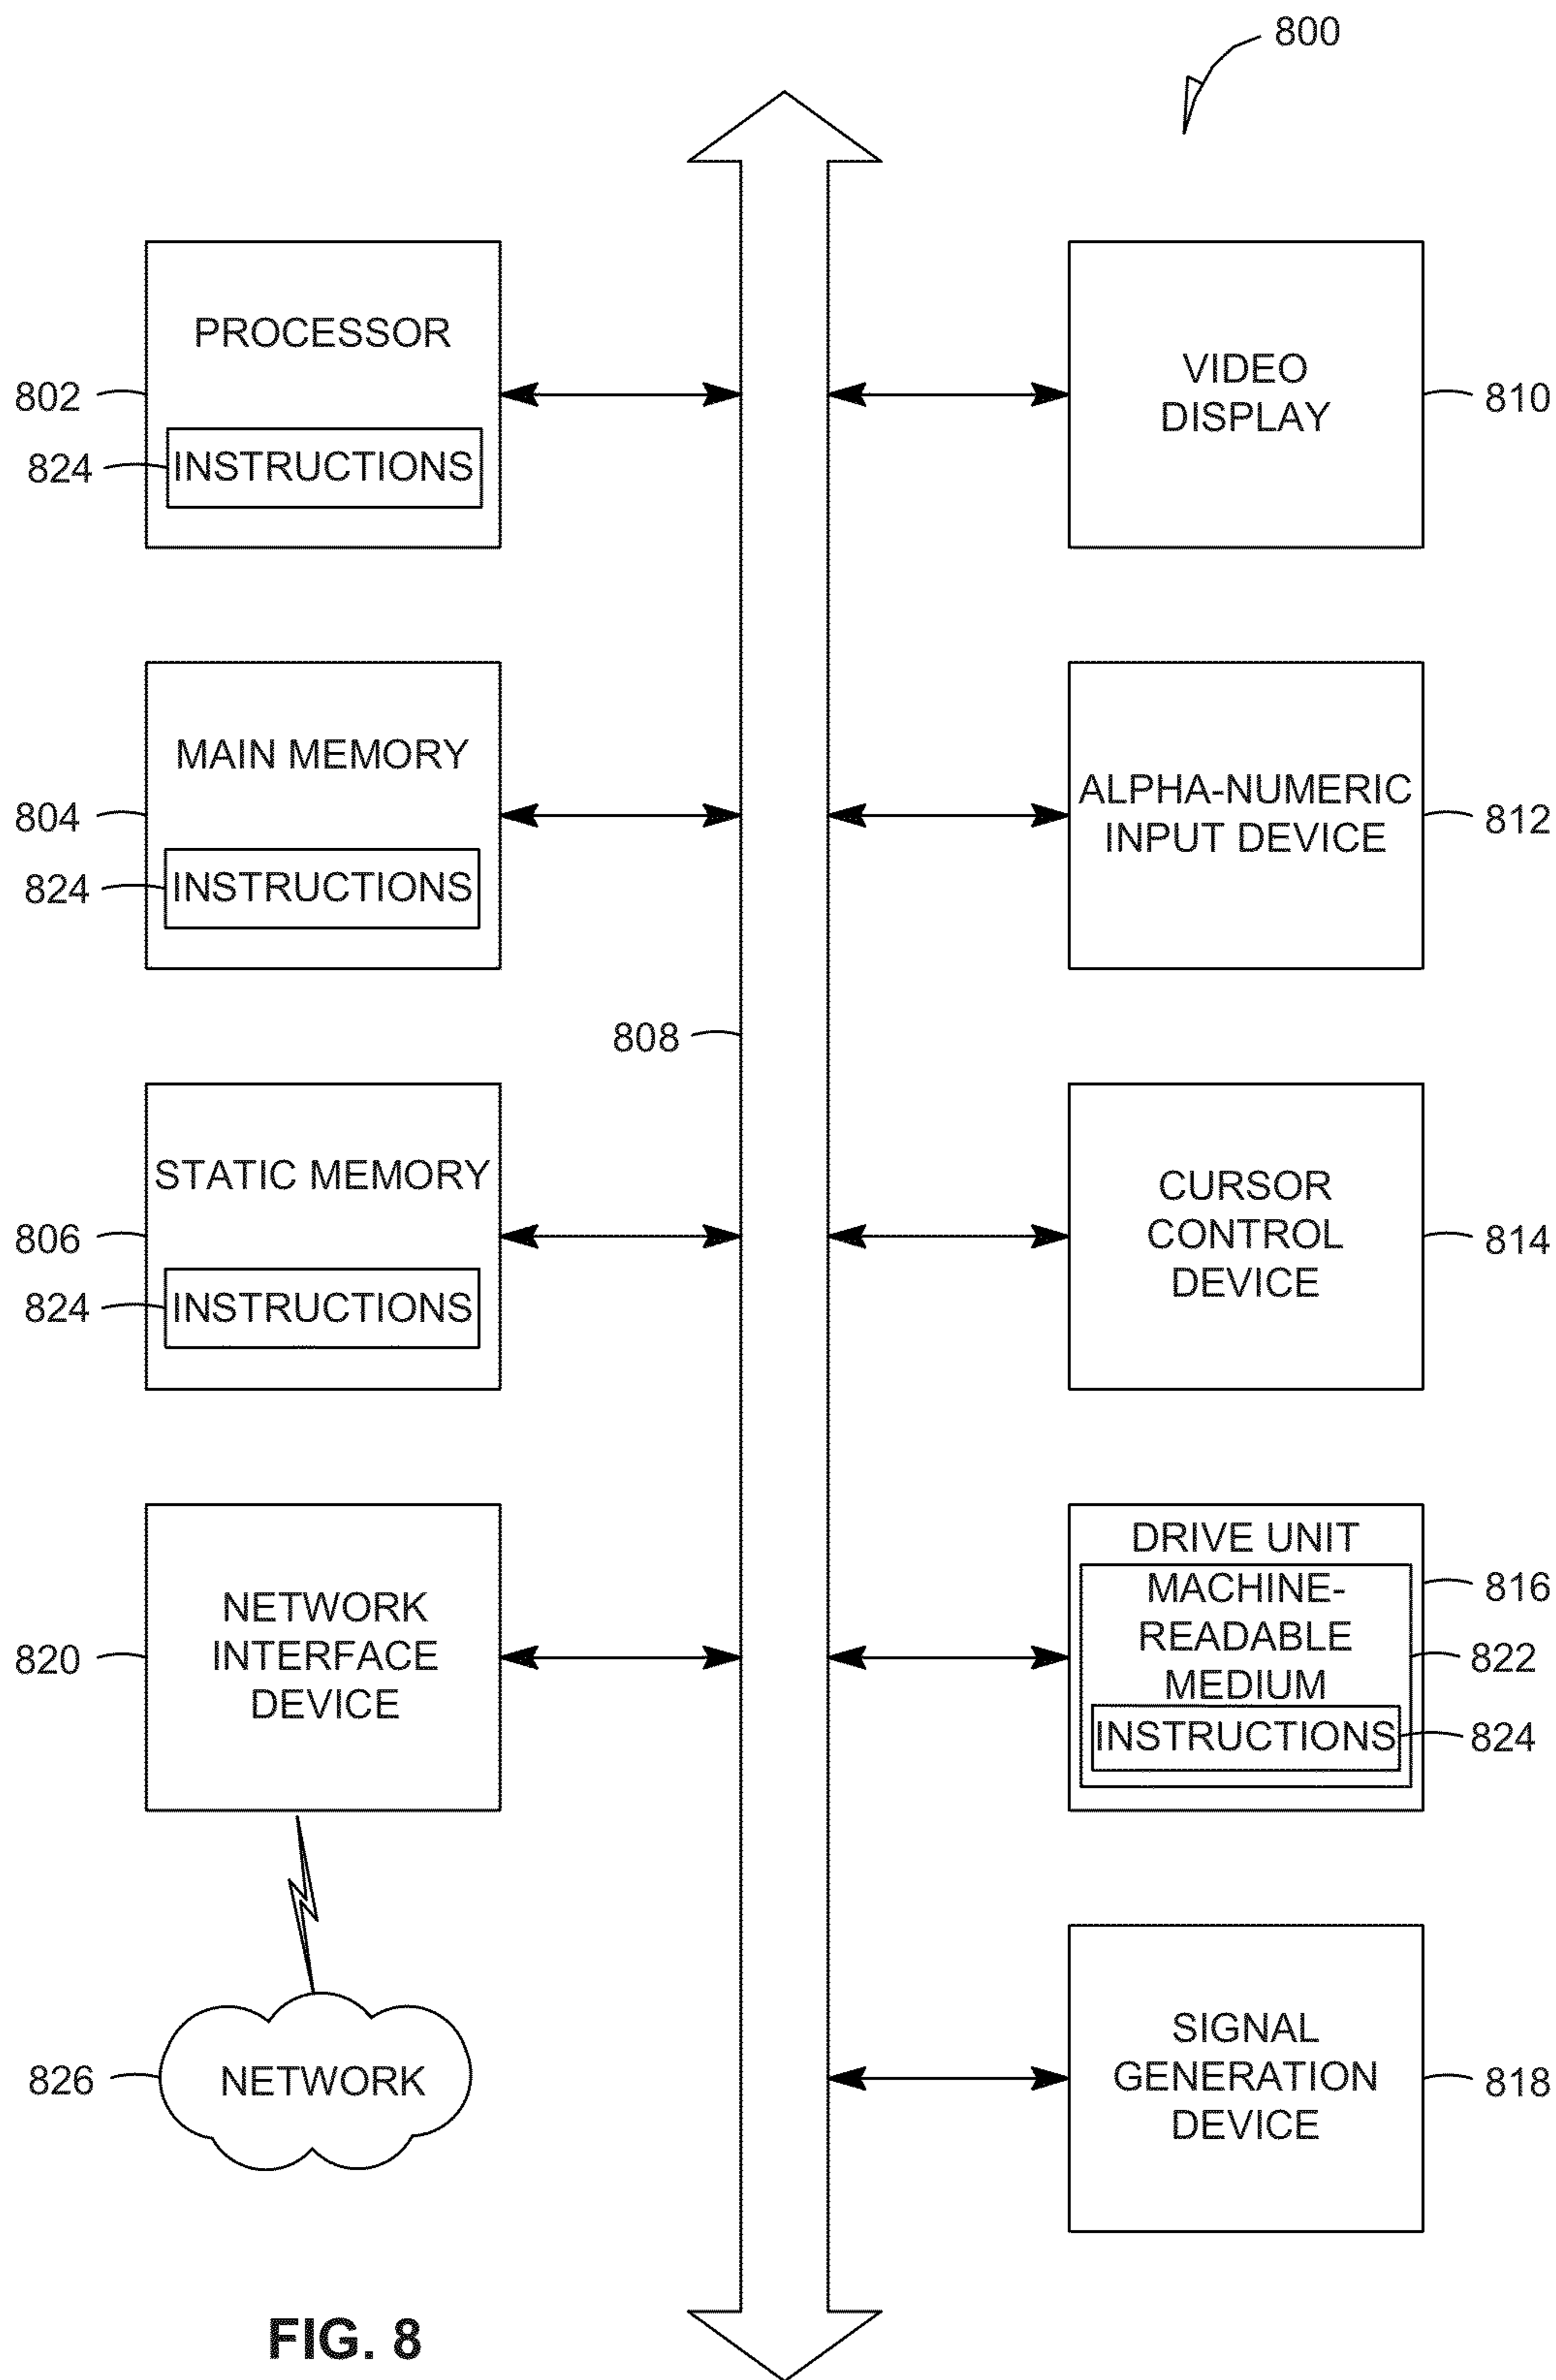 800
PROCESSOR
802
824
INSTRUCTIONS
VIDEO
DISPLAY
810
MAIN MEMORY
804
824
INSTRUCTIONS
ALPHA-NUMERIC
INPUT DEVICE
812
808
STATIC MEMORY
806
824
INSTRUCTIONS
CURSOR
CONTROL
DEVICE
814
NETWORK
INTERFACE
DEVICE
820
DRIVE UNIT
MACHINE-
READABLE
MEDIUM
INSTRUCTIONS
816
822
824
826
NETWORK
SIGNAL
GENERATION
DEVICE
818
FIG. 8